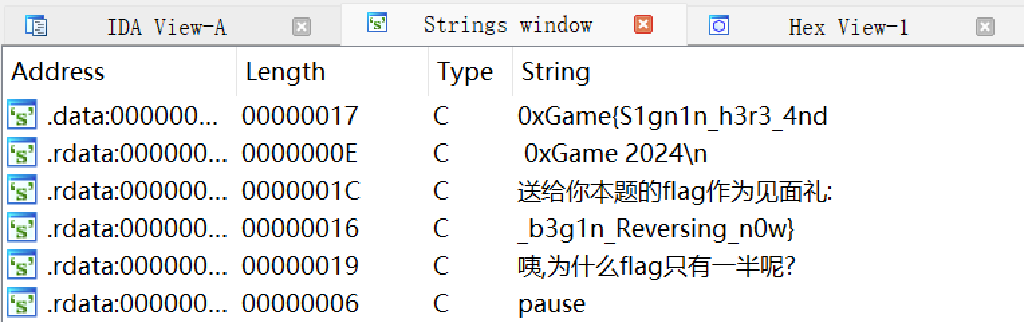 IDA View-A Strings window Hex View-1
Address Length Type String
.data:000000... 00000017 C 0xGame{S1gn1n_h3r3_4nd
.rdata:000000... 0000000E C 0xGame 2024\n
.rdata:000000... 0000001C C 送给你本题的flag作为见面礼:
.rdata:000000... 00000016 C _b3g1n_Reversing_n0w}
.rdata:000000... 00000019 C 咦,为什么flag只有一半呢?
.rdata:000000... 00000006 C pause